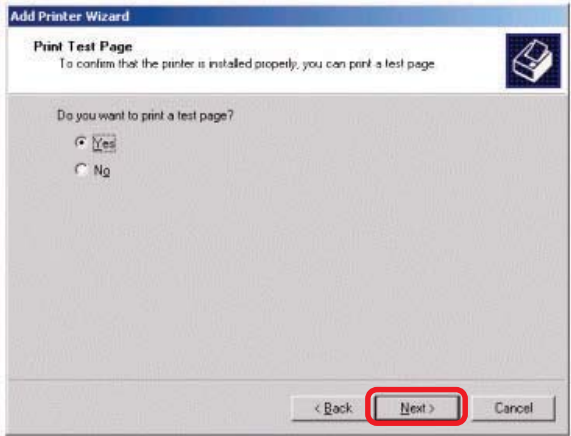 Add Printer Wizard
Print Test Page
To confirm that the printer is installed properly, you can print a test page.
Do you want to print a test page?
Yes
No
< Back
Next >
Cancel